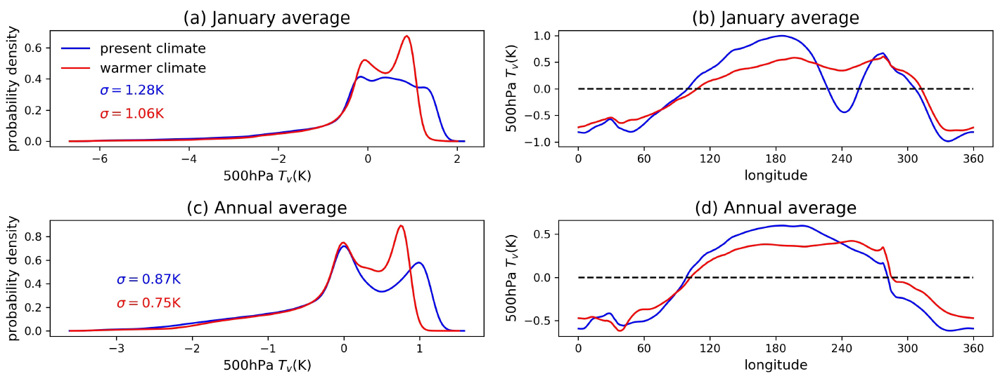 (a) January average
probability density
0.6
0.4
0.2
0.0
present climate
warmer climate
σ = 1.28K
σ = 1.06K
−6 −4 −2 0 2
500hPa Tᵥ(K)
(b) January average
500hPa Tᵥ(K)
1.0
0.5
0.0
−0.5
−1.0
0 60 120 180 240 300 360
longitude
(c) Annual average
probability density
0.8
0.6
0.4
0.2
0.0
σ = 0.87K
σ = 0.75K
−3 −2 −1 0 1
500hPa Tᵥ(K)
(d) Annual average
500hPa Tᵥ(K)
0.5
0.0
−0.5
0 60 120 180 240 300 360
longitude